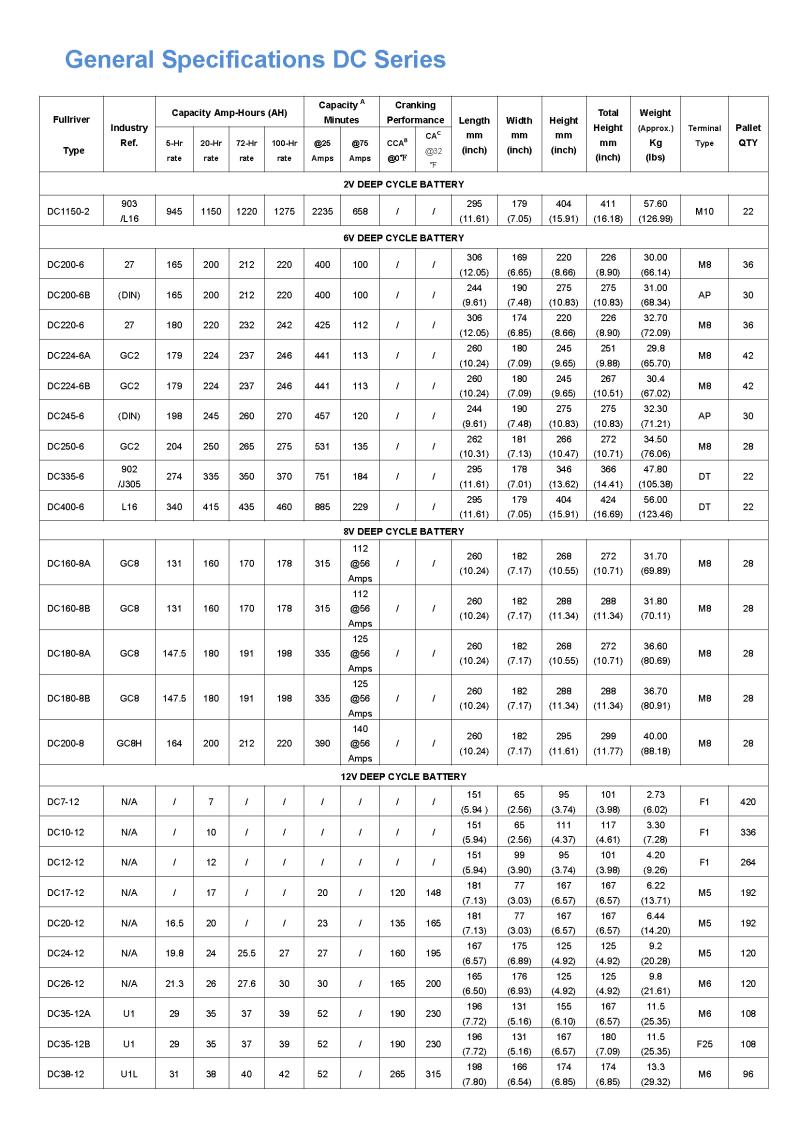 General Specifications DC Series
Fullriver Type | Industry Ref. | Capacity Amp-Hours (AH) | Capacity A Minutes | Cranking Performance | Length mm (inch) | Width mm (inch) | Height mm (inch) | Total Height mm (inch) | Weight (Approx.) Kg (lbs) | Terminal Type | Pallet QTY
5-Hr rate | 20-Hr rate | 72-Hr rate | 100-Hr rate | @25 Amps | @75 Amps | CCAB @0°F | CAC @32 °F
2V DEEP CYCLE BATTERY
DC1150-2 | 903 /L16 | 945 | 1150 | 1220 | 1275 | 2235 | 658 | / | / | 295 (11.61) | 179 (7.05) | 404 (15.91) | 411 (16.18) | 57.60 (126.99) | M10 | 22
6V DEEP CYCLE BATTERY
DC200-6 | 27 | 165 | 200 | 212 | 220 | 400 | 100 | / | / | 306 (12.05) | 169 (6.65) | 220 (8.66) | 226 (8.90) | 30.00 (66.14) | M8 | 36
DC200-6B | (DIN) | 165 | 200 | 212 | 220 | 400 | 100 | / | / | 244 (9.61) | 190 (7.48) | 275 (10.83) | 275 (10.83) | 31.00 (68.34) | AP | 30
DC220-6 | 27 | 180 | 220 | 232 | 242 | 425 | 112 | / | / | 306 (12.05) | 174 (6.85) | 220 (8.66) | 226 (8.90) | 32.70 (72.09) | M8 | 36
DC224-6A | GC2 | 179 | 224 | 237 | 246 | 441 | 113 | / | / | 260 (10.24) | 180 (7.09) | 245 (9.65) | 251 (9.88) | 29.8 (65.70) | M8 | 42
DC224-6B | GC2 | 179 | 224 | 237 | 246 | 441 | 113 | / | / | 260 (10.24) | 180 (7.09) | 245 (9.65) | 267 (10.51) | 30.4 (67.02) | M8 | 42
DC245-6 | (DIN) | 198 | 245 | 260 | 270 | 457 | 120 | / | / | 244 (9.61) | 190 (7.48) | 275 (10.83) | 275 (10.83) | 32.30 (71.21) | AP | 30
DC250-6 | GC2 | 204 | 250 | 265 | 275 | 531 | 135 | / | / | 262 (10.31) | 181 (7.13) | 266 (10.47) | 272 (10.71) | 34.50 (76.06) | M8 | 28
DC335-6 | 902 /J305 | 274 | 335 | 350 | 370 | 751 | 184 | / | / | 295 (11.61) | 178 (7.01) | 346 (13.62) | 366 (14.41) | 47.80 (105.38) | DT | 22
DC400-6 | L16 | 340 | 415 | 435 | 460 | 885 | 229 | / | / | 295 (11.61) | 179 (7.05) | 404 (15.91) | 424 (16.69) | 56.00 (123.46) | DT | 22
8V DEEP CYCLE BATTERY
DC160-8A | GC8 | 131 | 160 | 170 | 178 | 315 | 112 @56 Amps | / | / | 260 (10.24) | 182 (7.17) | 268 (10.55) | 272 (10.71) | 31.70 (69.89) | M8 | 28
DC160-8B | GC8 | 131 | 160 | 170 | 178 | 315 | 112 @56 Amps | / | / | 260 (10.24) | 182 (7.17) | 288 (11.34) | 288 (11.34) | 31.80 (70.11) | M8 | 28
DC180-8A | GC8 | 147.5 | 180 | 191 | 198 | 335 | 125 @56 Amps | / | / | 260 (10.24) | 182 (7.17) | 268 (10.55) | 272 (10.71) | 36.60 (80.69) | M8 | 28
DC180-8B | GC8 | 147.5 | 180 | 191 | 198 | 335 | 125 @56 Amps | / | / | 260 (10.24) | 182 (7.17) | 288 (11.34) | 288 (11.34) | 36.70 (80.91) | M8 | 28
DC200-8 | GC8H | 164 | 200 | 212 | 220 | 390 | 140 @56 Amps | / | / | 260 (10.24) | 182 (7.17) | 295 (11.61) | 299 (11.77) | 40.00 (88.18) | M8 | 28
12V DEEP CYCLE BATTERY
DC7-12 | N/A | / | 7 | / | / | / | / | / | / | 151 (5.94 ) | 65 (2.56) | 95 (3.74) | 101 (3.98) | 2.73 (6.02) | F1 | 420
DC10-12 | N/A | / | 10 | / | / | / | / | / | / | 151 (5.94) | 65 (2.56) | 111 (4.37) | 117 (4.61) | 3.30 (7.28) | F1 | 336
DC12-12 | N/A | / | 12 | / | / | / | / | / | / | 151 (5.94) | 99 (3.90) | 95 (3.74) | 101 (3.98) | 4.20 (9.26) | F1 | 264
DC17-12 | N/A | / | 17 | / | / | 20 | / | 120 | 148 | 181 (7.13) | 77 (3.03) | 167 (6.57) | 167 (6.57) | 6.22 (13.71) | M5 | 192
DC20-12 | N/A | 16.5 | 20 | / | / | 23 | / | 135 | 165 | 181 (7.13) | 77 (3.03) | 167 (6.57) | 167 (6.57) | 6.44 (14.20) | M5 | 192
DC24-12 | N/A | 19.8 | 24 | 25.5 | 27 | 27 | / | 160 | 195 | 167 (6.57) | 175 (6.89) | 125 (4.92) | 125 (4.92) | 9.2 (20.28) | M5 | 120
DC26-12 | N/A | 21.3 | 26 | 27.6 | 30 | 30 | / | 165 | 200 | 165 (6.50) | 176 (6.93) | 125 (4.92) | 125 (4.92) | 9.8 (21.61) | M6 | 120
DC35-12A | U1 | 29 | 35 | 37 | 39 | 52 | / | 190 | 230 | 196 (7.72) | 131 (5.16) | 155 (6.10) | 167 (6.57) | 11.5 (25.35) | M6 | 108
DC35-12B | U1 | 29 | 35 | 37 | 39 | 52 | / | 190 | 230 | 196 (7.72) | 131 (5.16) | 167 (6.57) | 180 (7.09) | 11.5 (25.35) | F25 | 108
DC38-12 | U1L | 31 | 38 | 40 | 42 | 52 | / | 265 | 315 | 198 (7.80) | 166 (6.54) | 174 (6.85) | 174 (6.85) | 13.3 (29.32) | M6 | 96